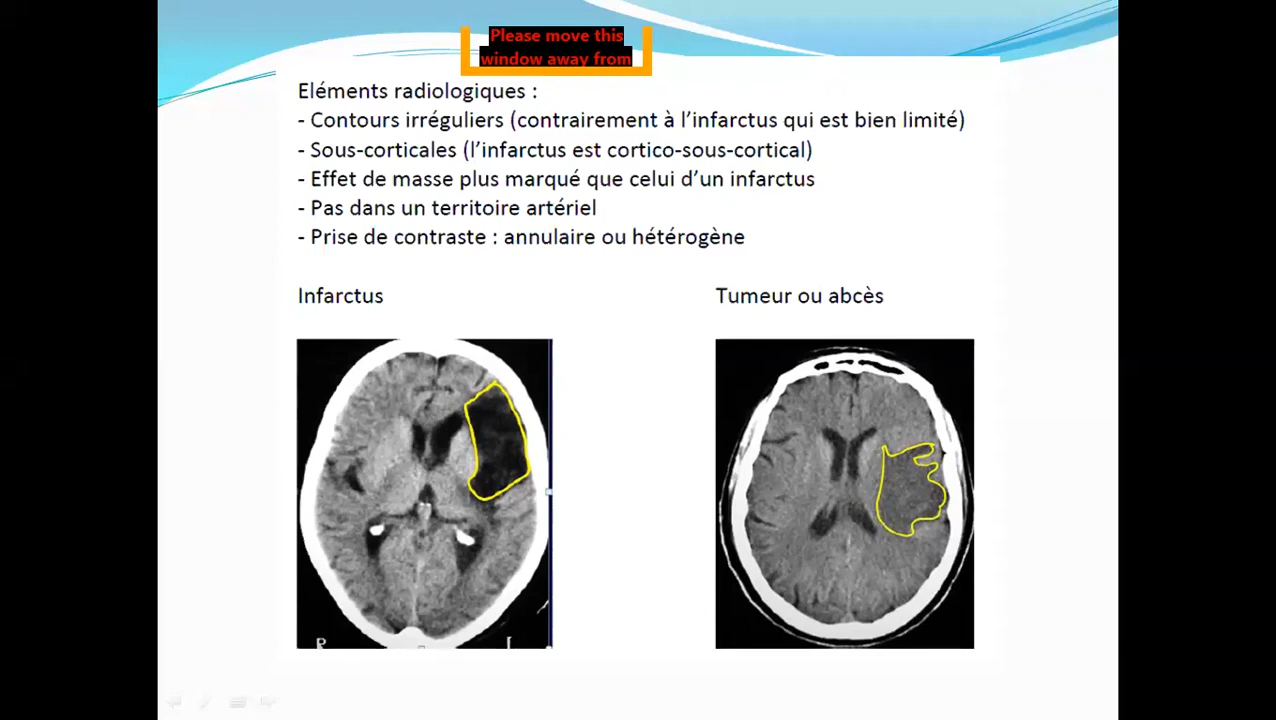 Please move this
window away from
Eléments radiologiques :
- Contours irréguliers (contrairement à l’infarctus qui est bien limité)
- Sous-corticales (l’infarctus est cortico-sous-cortical)
- Effet de masse plus marqué que celui d’un infarctus
- Pas dans un territoire artériel
- Prise de contraste : annulaire ou hétérogène
Infarctus
Tumeur ou abcès